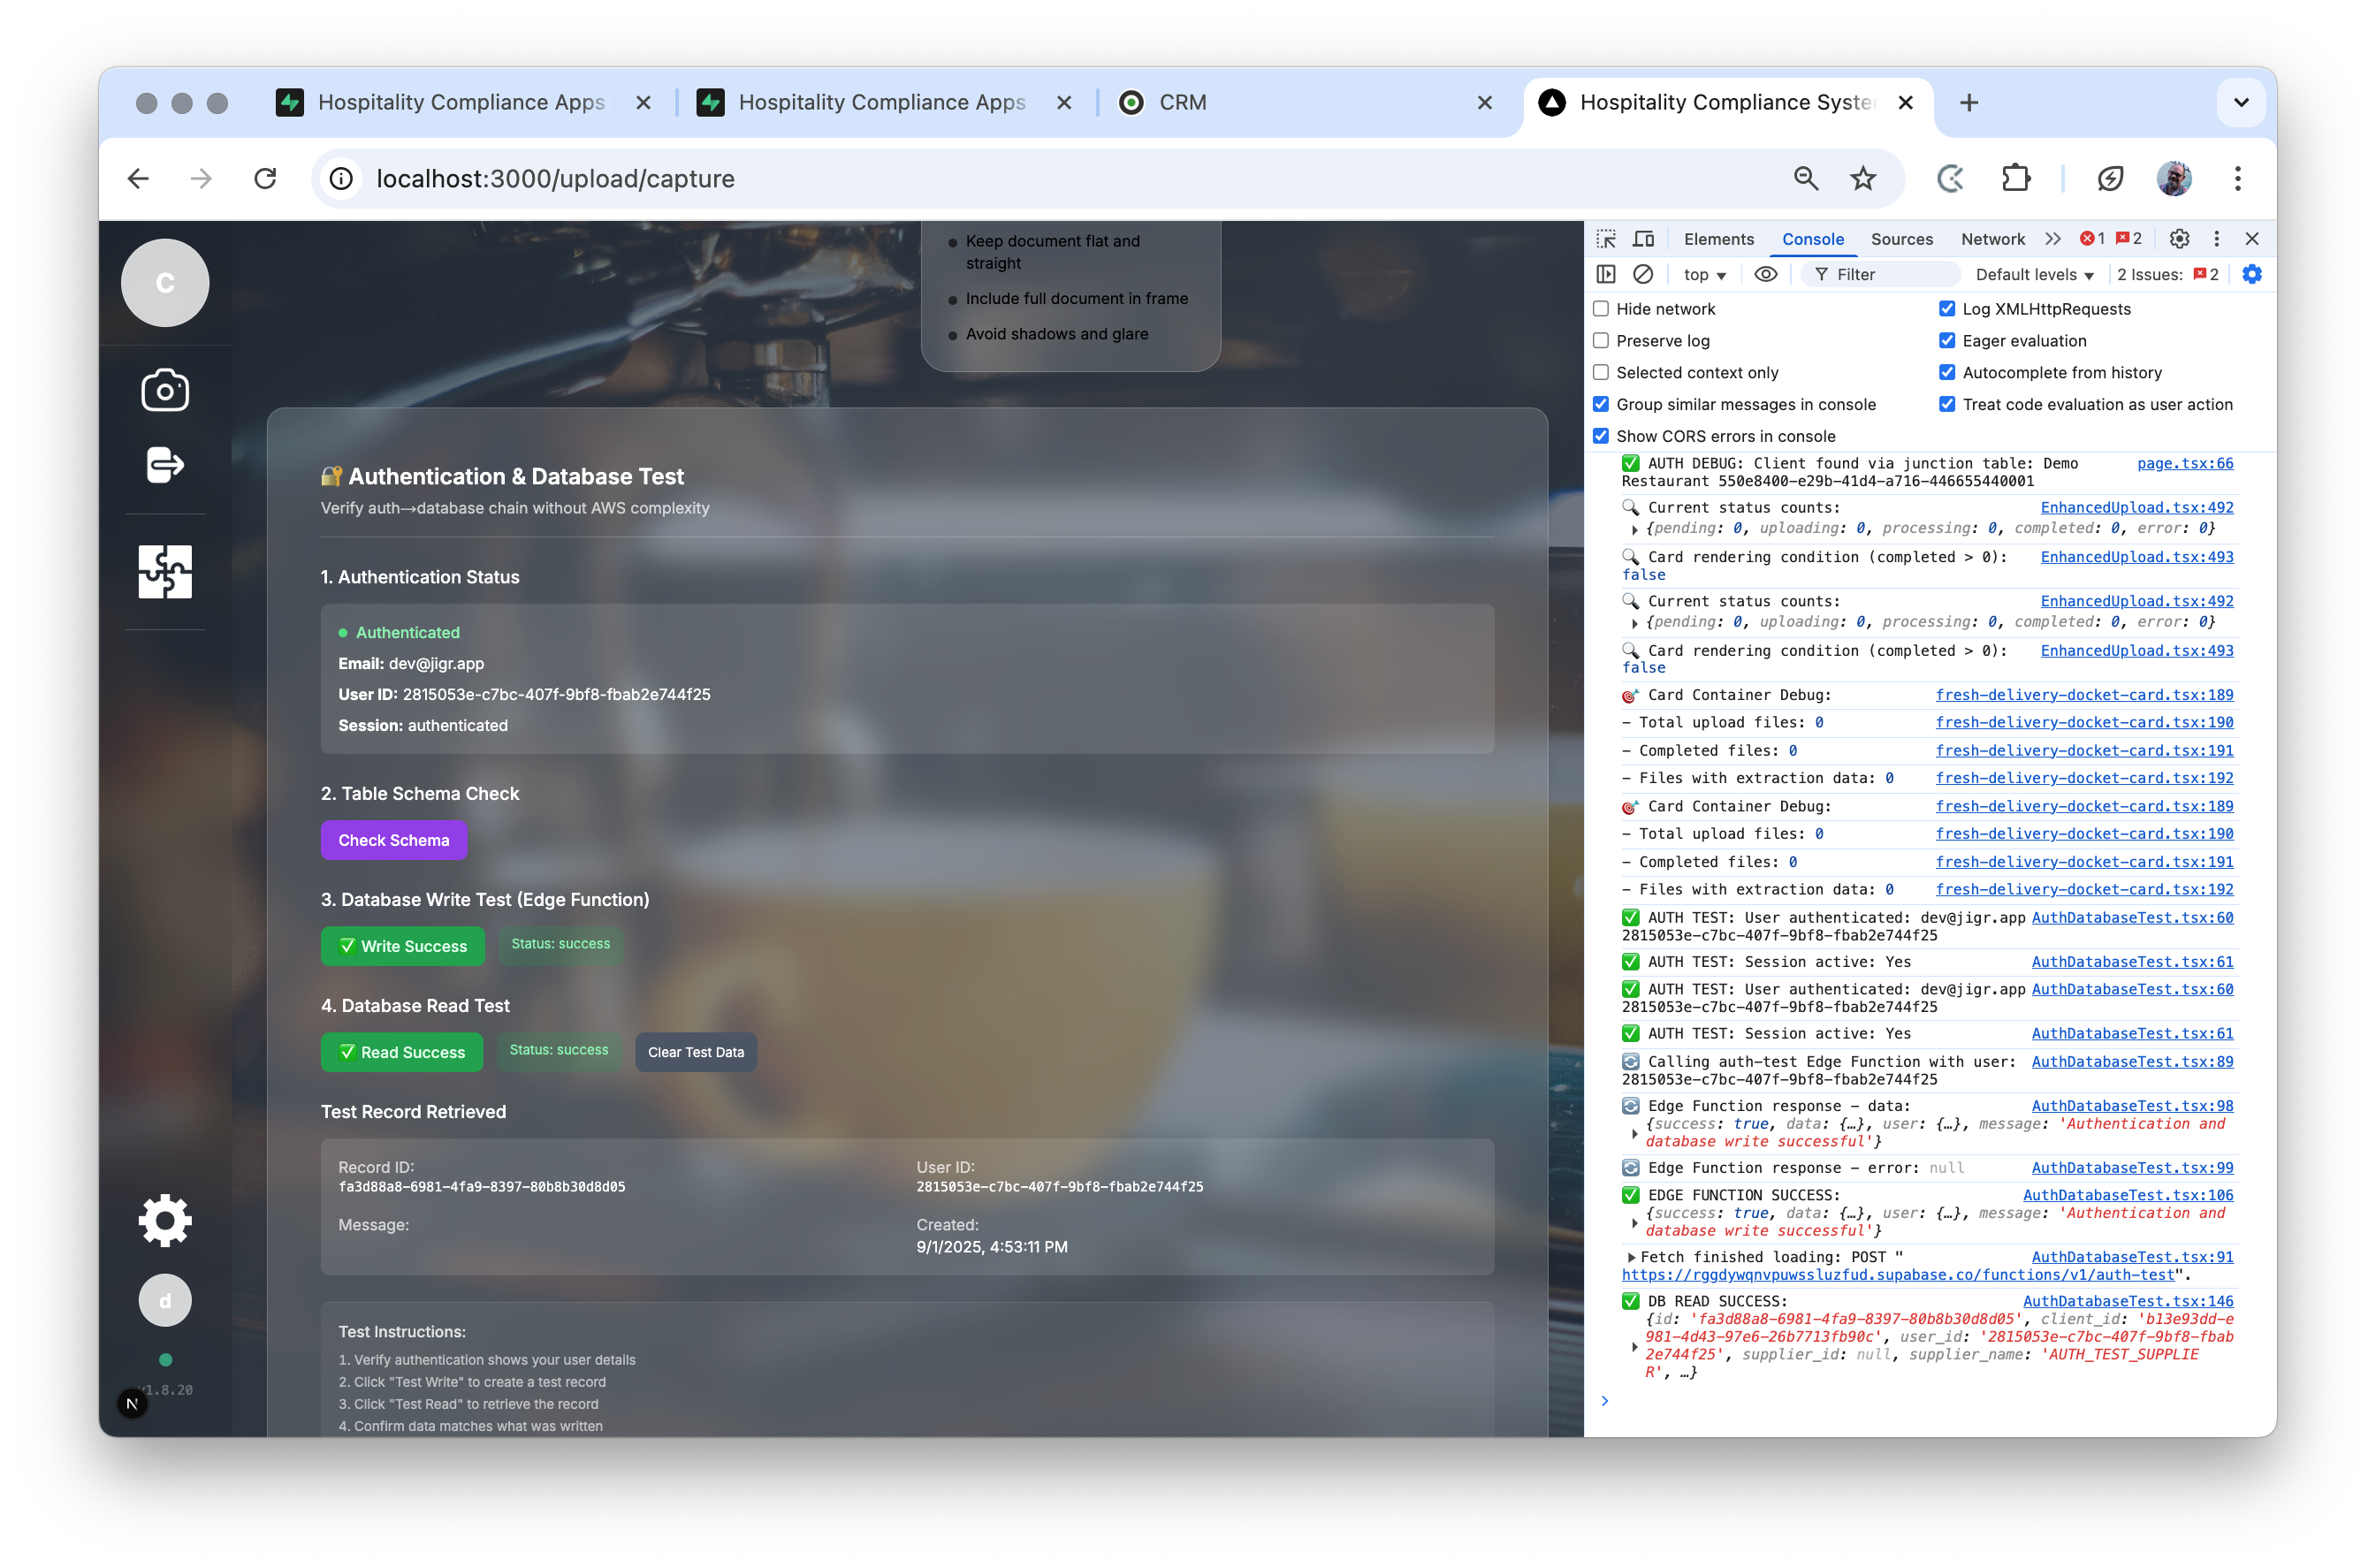 Hospitality Compliance Apps
Hospitality Compliance Apps
CRM
Hospitality Compliance Syste
localhost:3000/upload/capture
C
Keep document flat and
straight
Include full document in frame
Avoid shadows and glare
🔐 Authentication & Database Test
Verify auth→database chain without AWS complexity
1. Authentication Status
Authenticated
Email: dev@jigr.app
User ID: 2815053e-c7bc-407f-9bf8-fbab2e744f25
Session: authenticated
2. Table Schema Check
Check Schema
3. Database Write Test (Edge Function)
✅ Write Success
Status: success
4. Database Read Test
✅ Read Success
Status: success
Clear Test Data
Test Record Retrieved
Record ID:
fa3d88a8-6981-4fa9-8397-80b8b30d8d05
User ID:
2815053e-c7bc-407f-9bf8-fbab2e744f25
Message:
Created:
9/1/2025, 4:53:11 PM
Test Instructions:
1. Verify authentication shows your user details
2. Click "Test Write" to create a test record
3. Click "Test Read" to retrieve the record
4. Confirm data matches what was written
d
v1.8.20
N
Elements Console Sources Network 1 2
top Filter Default levels 2 Issues: 2
Hide network
Log XMLHttpRequests
Preserve log
Eager evaluation
Selected context only
Autocomplete from history
Group similar messages in console
Treat code evaluation as user action
Show CORS errors in console
✅ AUTH DEBUG: Client found via junction table: Demo page.tsx:66
Restaurant 550e8400-e29b-41d4-a716-446655440001
🔍 Current status counts: EnhancedUpload.tsx:492
{pending: 0, uploading: 0, processing: 0, completed: 0, error: 0}
🔍 Card rendering condition (completed > 0): EnhancedUpload.tsx:493
false
🔍 Current status counts: EnhancedUpload.tsx:492
{pending: 0, uploading: 0, processing: 0, completed: 0, error: 0}
🔍 Card rendering condition (completed > 0): EnhancedUpload.tsx:493
false
🎯 Card Container Debug: fresh-delivery-docket-card.tsx:189
- Total upload files: 0 fresh-delivery-docket-card.tsx:190
- Completed files: 0 fresh-delivery-docket-card.tsx:191
- Files with extraction data: 0 fresh-delivery-docket-card.tsx:192
🎯 Card Container Debug: fresh-delivery-docket-card.tsx:189
- Total upload files: 0 fresh-delivery-docket-card.tsx:190
- Completed files: 0 fresh-delivery-docket-card.tsx:191
- Files with extraction data: 0 fresh-delivery-docket-card.tsx:192
✅ AUTH TEST: User authenticated: dev@jigr.app AuthDatabaseTest.tsx:60
2815053e-c7bc-407f-9bf8-fbab2e744f25
✅ AUTH TEST: Session active: Yes AuthDatabaseTest.tsx:61
✅ AUTH TEST: User authenticated: dev@jigr.app AuthDatabaseTest.tsx:60
2815053e-c7bc-407f-9bf8-fbab2e744f25
✅ AUTH TEST: Session active: Yes AuthDatabaseTest.tsx:61
🔄 Calling auth-test Edge Function with user: AuthDatabaseTest.tsx:89
2815053e-c7bc-407f-9bf8-fbab2e744f25
🔄 Edge Function response - data: AuthDatabaseTest.tsx:98
{success: true, data: {…}, user: {…}, message: 'Authentication and
database write successful'}
🔄 Edge Function response - error: null AuthDatabaseTest.tsx:99
✅ EDGE FUNCTION SUCCESS: AuthDatabaseTest.tsx:106
{success: true, data: {…}, user: {…}, message: 'Authentication and
database write successful'}
Fetch finished loading: POST " AuthDatabaseTest.tsx:91
https://rggdywqnvpuwssluzfud.supabase.co/functions/v1/auth-test".
✅ DB READ SUCCESS: AuthDatabaseTest.tsx:146
{id: 'fa3d88a8-6981-4fa9-8397-80b8b30d8d05', client_id: 'b13e93dd-e
981-4d43-97e6-26b7713fb90c', user_id: '2815053e-c7bc-407f-9bf8-fbab
2e744f25', supplier_id: null, supplier_name: 'AUTH_TEST_SUPPLIE
R', …}